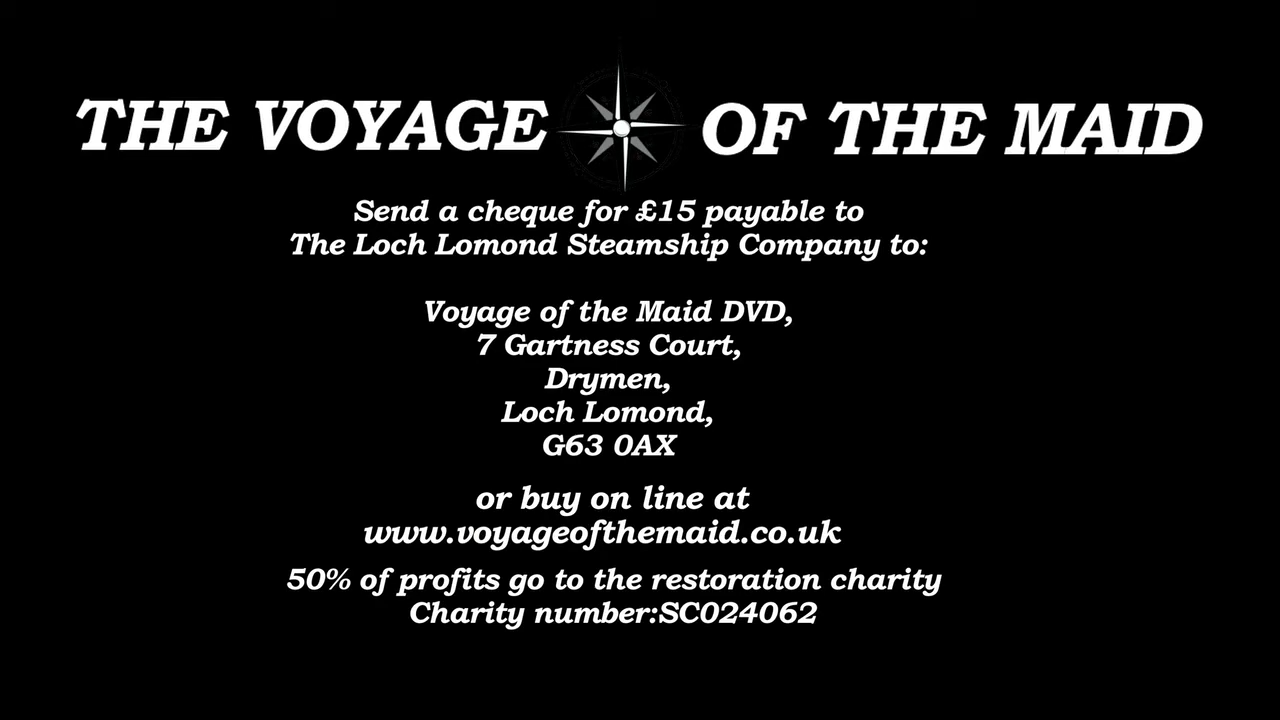 THE VOYAGE OF THE MAID
Send a cheque for £15 payable to
The Loch Lomond Steamship Company to:
Voyage of the Maid DVD,
7 Gartness Court,
Drymen,
Loch Lomond,
G63 0AX
or buy on line at
www.voyageofthemaid.co.uk
50% of profits go to the restoration charity
Charity number:SC024062